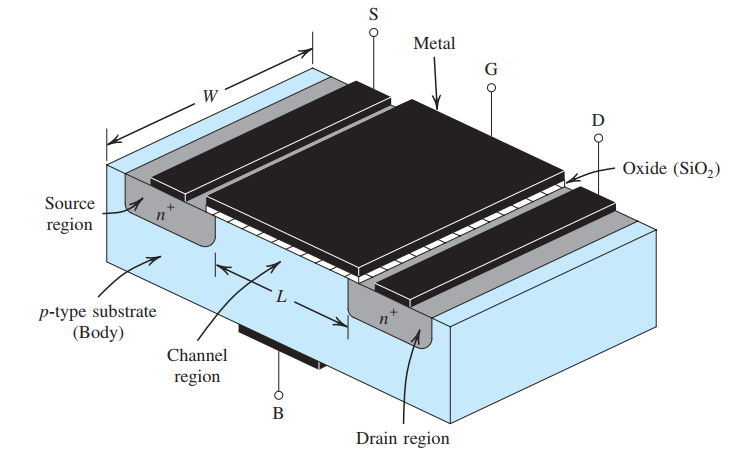 S
Metal
G
W
D
Oxide (SiO₂)
Source
region
n⁺
L
p-type substrate
(Body)
n⁺
Channel
region
B
Drain region